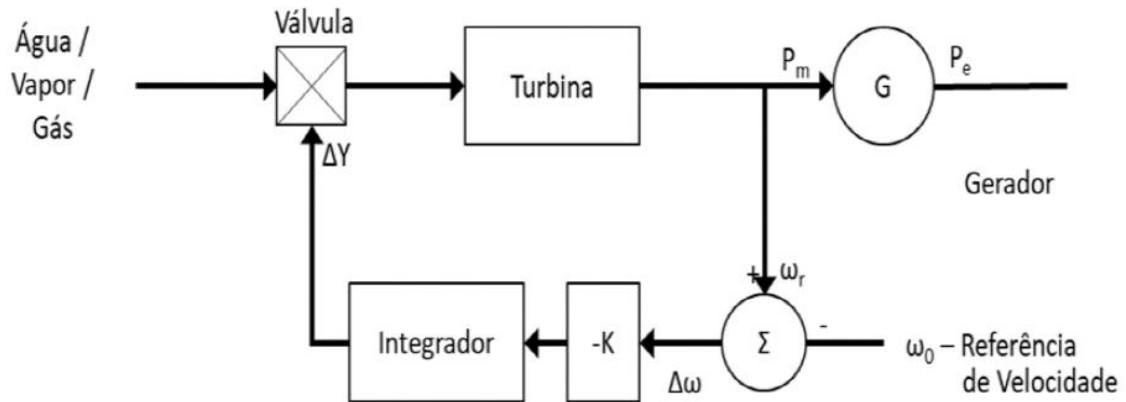 Água /
Vapor /
Gás
Válvula
ΔY
Turbina
P_m
G
P_e
Gerador
+
ω_r
Σ
-
ω_0 – Referência
de Velocidade
Δω
-K
Integrador